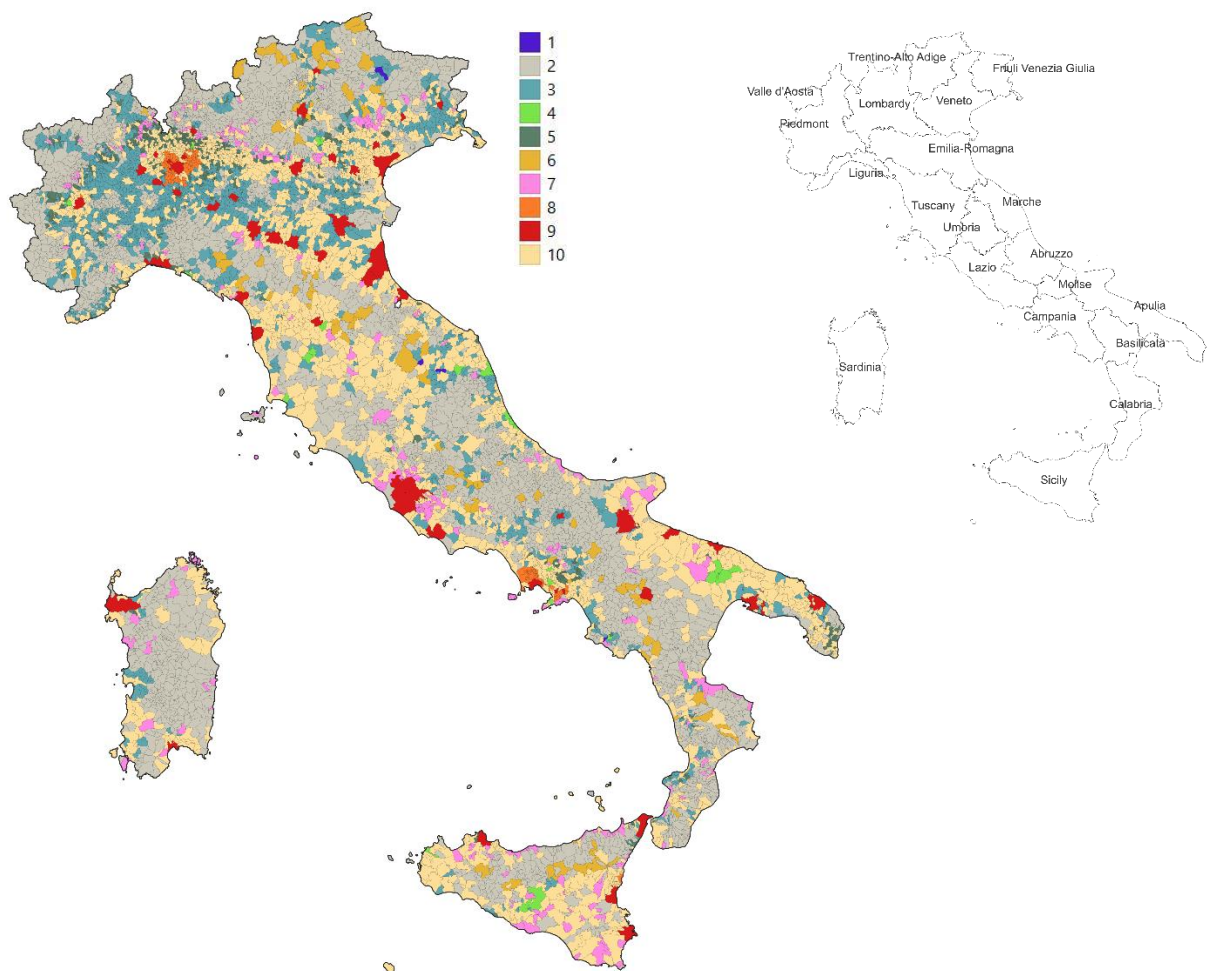 1
2
3
4
5
6
7
8
9
10
Trentino-Alto Adige
Friuli Venezia Giulia
Valle d'Aosta
Lombardy
Veneto
Piedmont
Emilia-Romagna
Liguria
Tuscany
Marche
Umbria
Lazio
Abruzzo
Molise
Campania
Apulia
Basilicata
Sardinia
Calabria
Sicily